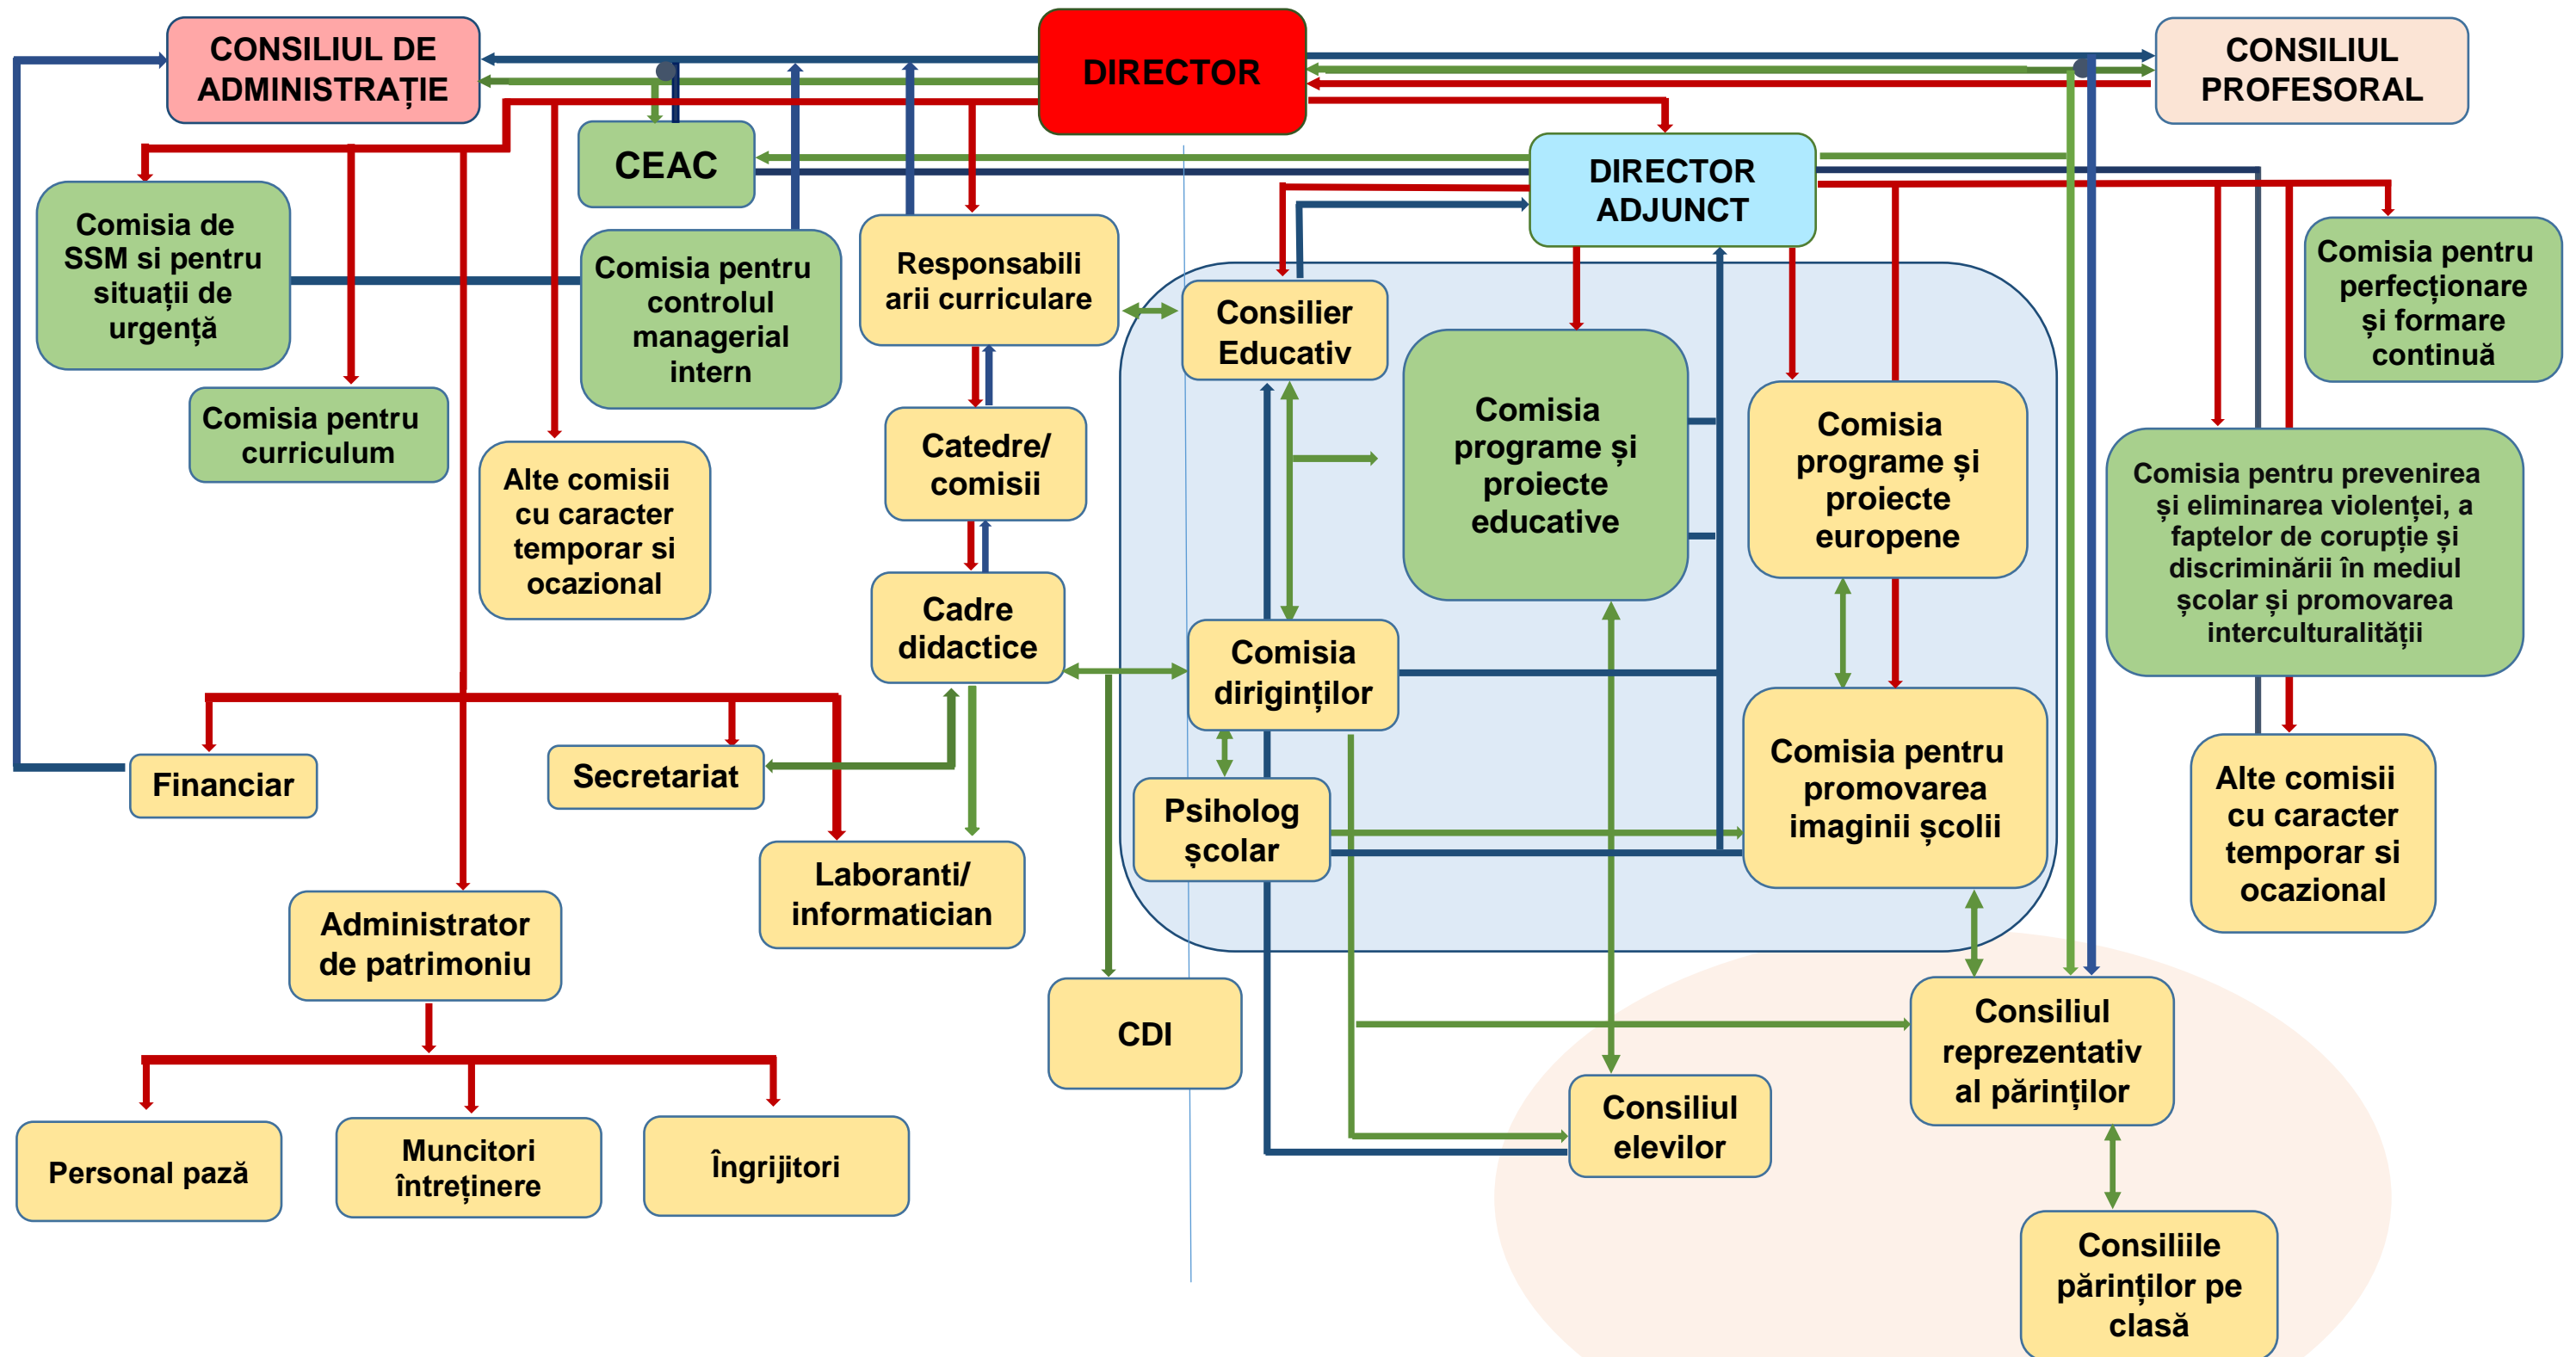 CONSILIUL DE
ADMINISTRAȚIE
DIRECTOR
CONSILIUL
PROFESORAL
CEAC
DIRECTOR
ADJUNCT
Comisia de
SSM si pentru
situații de
urgență
Comisia pentru
controlul
managerial
intern
Responsabili
arii curriculare
Consilier
Educativ
Comisia pentru
perfecționare
și formare
continuă
Comisia pentru
curriculum
Alte comisii
cu caracter
temporar si
ocazional
Catedre/
comisii
Comisia
programe și
proiecte
educative
Comisia
programe și
proiecte
europene
Comisia pentru prevenirea
și eliminarea violenței, a
faptelor de corupție și
discriminării în mediul
școlar și promovarea
interculturalității
Cadre
didactice
Comisia
diriginților
Financiar
Secretariat
Psiholog
școlar
Comisia pentru
promovarea
imaginii școlii
Alte comisii
cu caracter
temporar si
ocazional
Laboranti/
informatician
Administrator
de patrimoniu
CDI
Consiliul
reprezentativ
al părinților
Consiliul
elevilor
Personal pază
Muncitori
întreținere
Îngrijitori
Consiliile
părinților pe
clasă